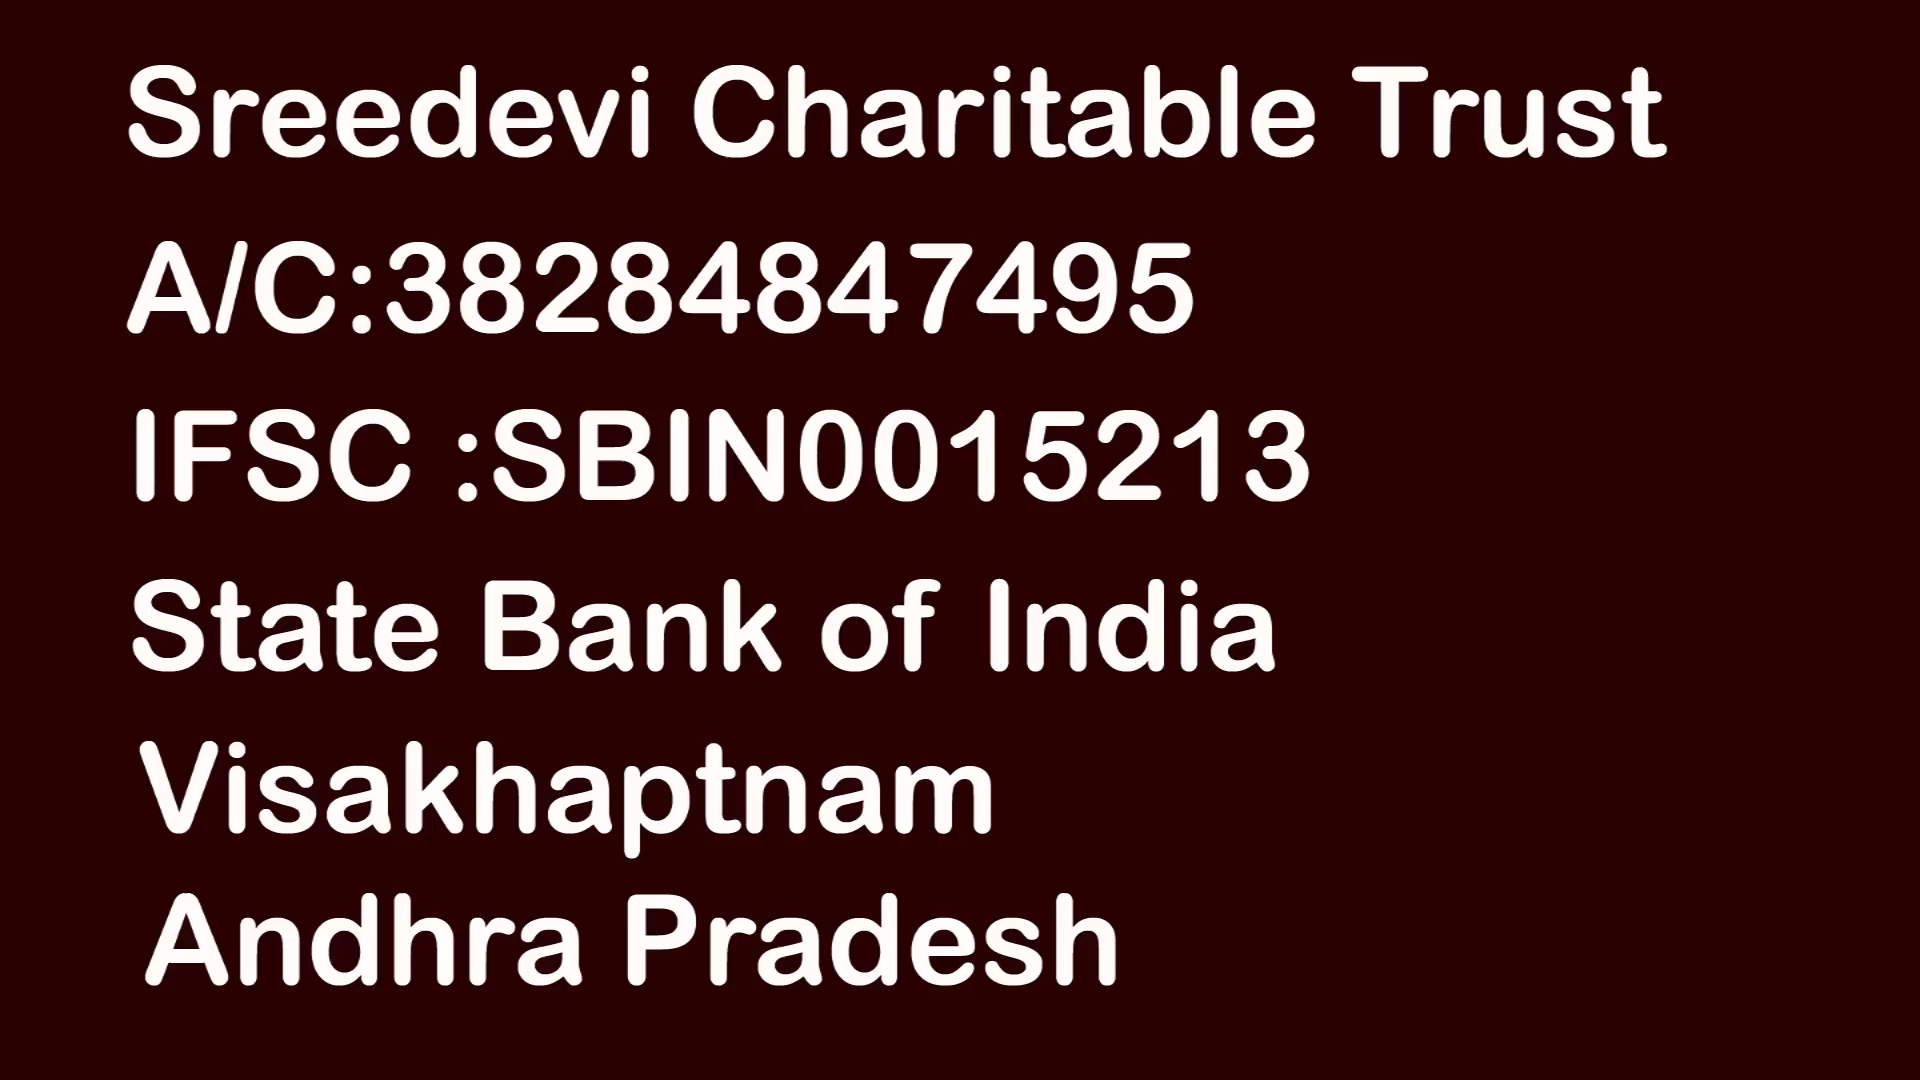 Sreedevi Charitable Trust
A/C:38284847495
IFSC :SBIN0015213
State Bank of India
Visakhaptnam
Andhra Pradesh